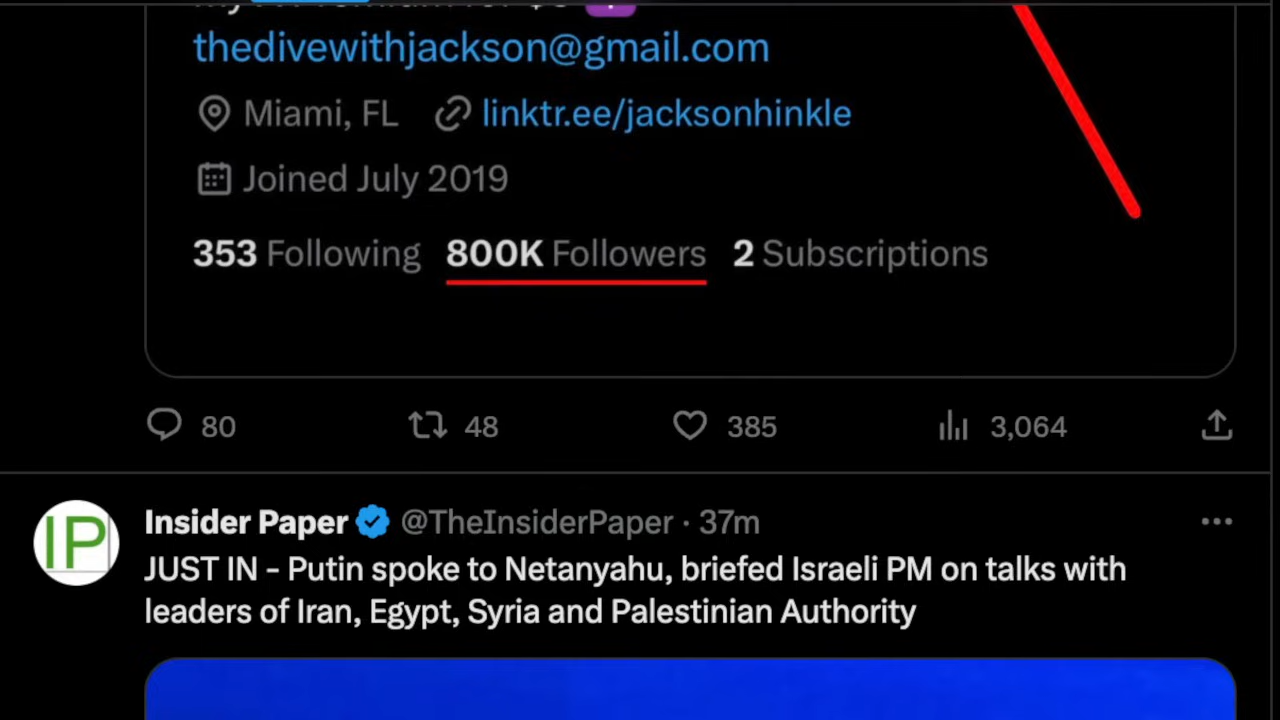 thedivewithjackson@gmail.com
Miami, FL linktr.ee/jacksonhinkle
Joined July 2019
353 Following 800K Followers 2 Subscriptions
80 48 385 3,064
IP Insider Paper @TheInsiderPaper · 37m
JUST IN - Putin spoke to Netanyahu, briefed Israeli PM on talks with
leaders of Iran, Egypt, Syria and Palestinian Authority